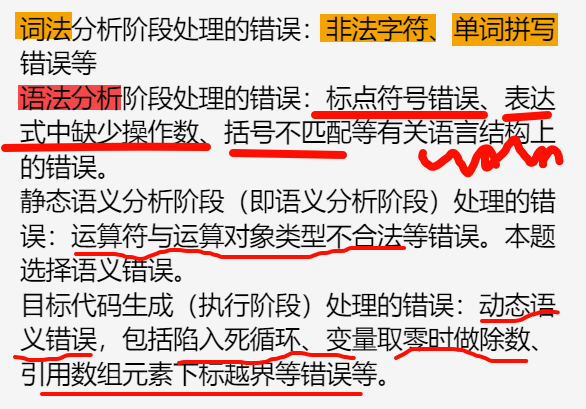 词法分析阶段处理的错误：非法字符、单词拼写
错误等
语法分析阶段处理的错误：标点符号错误、表达
式中缺少操作数、括号不匹配等有关语言结构上
的错误。
静态语义分析阶段（即语义分析阶段）处理的错
误：运算符与运算对象类型不合法等错误。本题
选择语义错误。
目标代码生成（执行阶段）处理的错误：动态语
义错误，包括陷入死循环、变量取零时做除数、
引用数组元素下标越界等错误等。